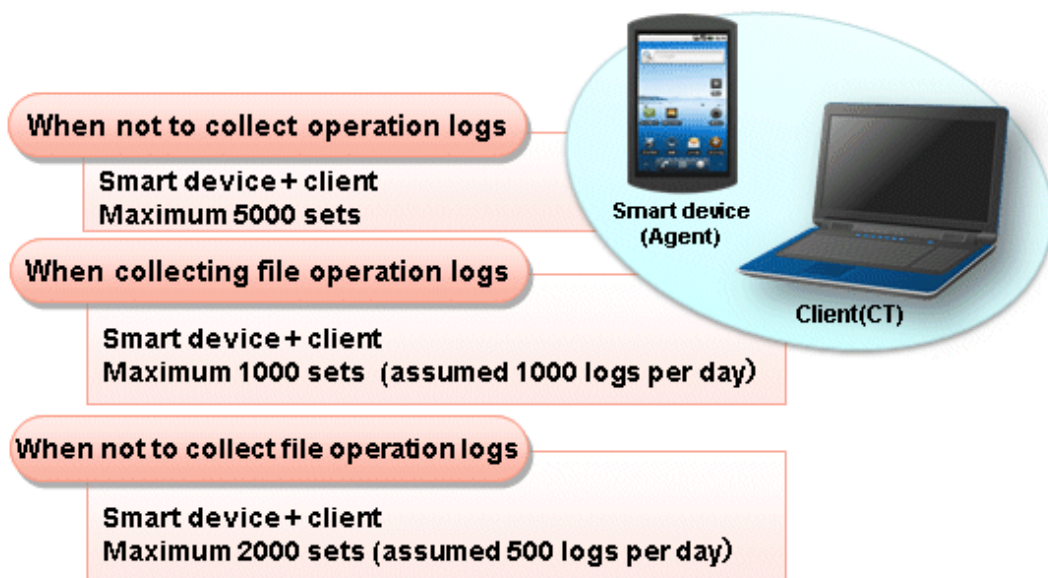 When not to collect operation logs
Smart device + client
Maximum 5000 sets
Smart device
(Agent)
Client(CT)
When collecting file operation logs
Smart device + client
Maximum 1000 sets (assumed 1000 logs per day)
When not to collect file operation logs
Smart device + client
Maximum 2000 sets (assumed 500 logs per day)